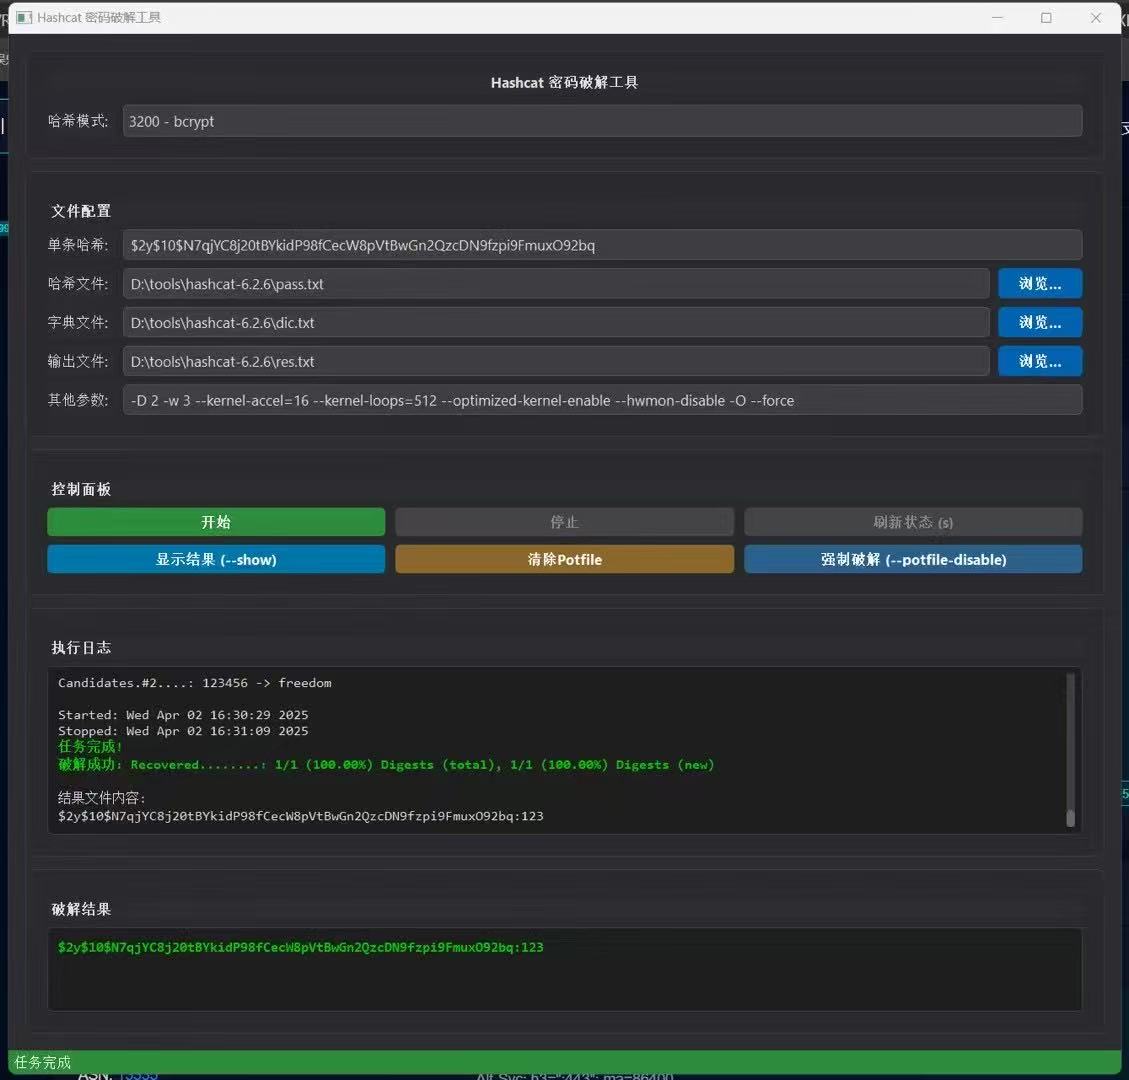 Hashcat 密码破解工具
Hashcat 密码破解工具
哈希模式: 3200 - bcrypt
文件配置
单条哈希: $2y$10$N7qjYC8j20tBYkidP98fCecW8pVtBwGn2QzcDN9fzpi9FmuxO92bq
哈希文件: D:\tools\hashcat-6.2.6\pass.txt 浏览...
字典文件: D:\tools\hashcat-6.2.6\dic.txt 浏览...
输出文件: D:\tools\hashcat-6.2.6\res.txt 浏览...
其他参数: -D 2 -w 3 --kernel-accel=16 --kernel-loops=512 --optimized-kernel-enable --hwmon-disable -O --force
控制面板
开始 停止 刷新状态 (s)
显示结果 (--show) 清除Potfile 强制破解 (--potfile-disable)
执行日志
Candidates.#2....: 123456 -> freedom
Started: Wed Apr 02 16:30:29 2025
Stopped: Wed Apr 02 16:31:09 2025
任务完成!
破解成功: Recovered........: 1/1 (100.00%) Digests (total), 1/1 (100.00%) Digests (new)
结果文件内容:
$2y$10$N7qjYC8j20tBYkidP98fCecW8pVtBwGn2QzcDN9fzpi9FmuxO92bq:123
破解结果
$2y$10$N7qjYC8j20tBYkidP98fCecW8pVtBwGn2QzcDN9fzpi9FmuxO92bq:123
任务完成